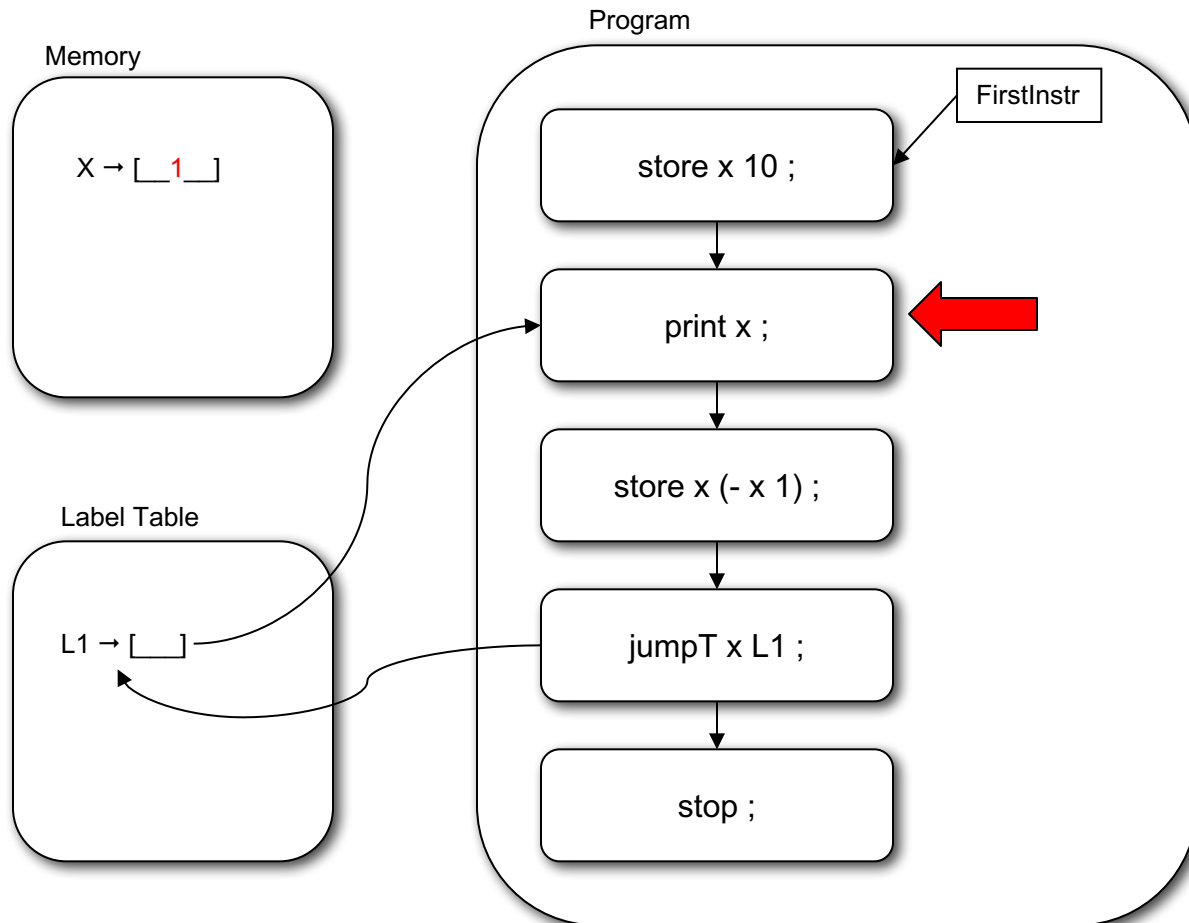 Program
Memory
FirstInstr
X → [__1__]
store x 10 ;
print x ;
store x (- x 1) ;
Label Table
L1 → [___]
jumpT x L1 ;
stop ;